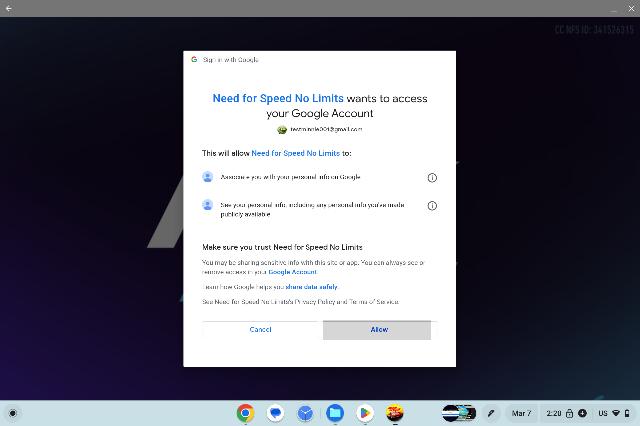 CC NFS ID: 341526315
Sign in with Google
Need for Speed No Limits wants to access
your Google Account
testminnie001@gmail.com
This will allow Need for Speed No Limits to:
Associate you with your personal info on Google
See your personal info, including any personal info you've made
publicly available
Make sure you trust Need for Speed No Limits
You may be sharing sensitive info with this site or app. You can always see or
remove access in your Google Account.
Learn how Google helps you share data safely.
See Need for Speed No Limits's Privacy Policy and Terms of Service.
Cancel
Allow
Mar 7
2:20
US